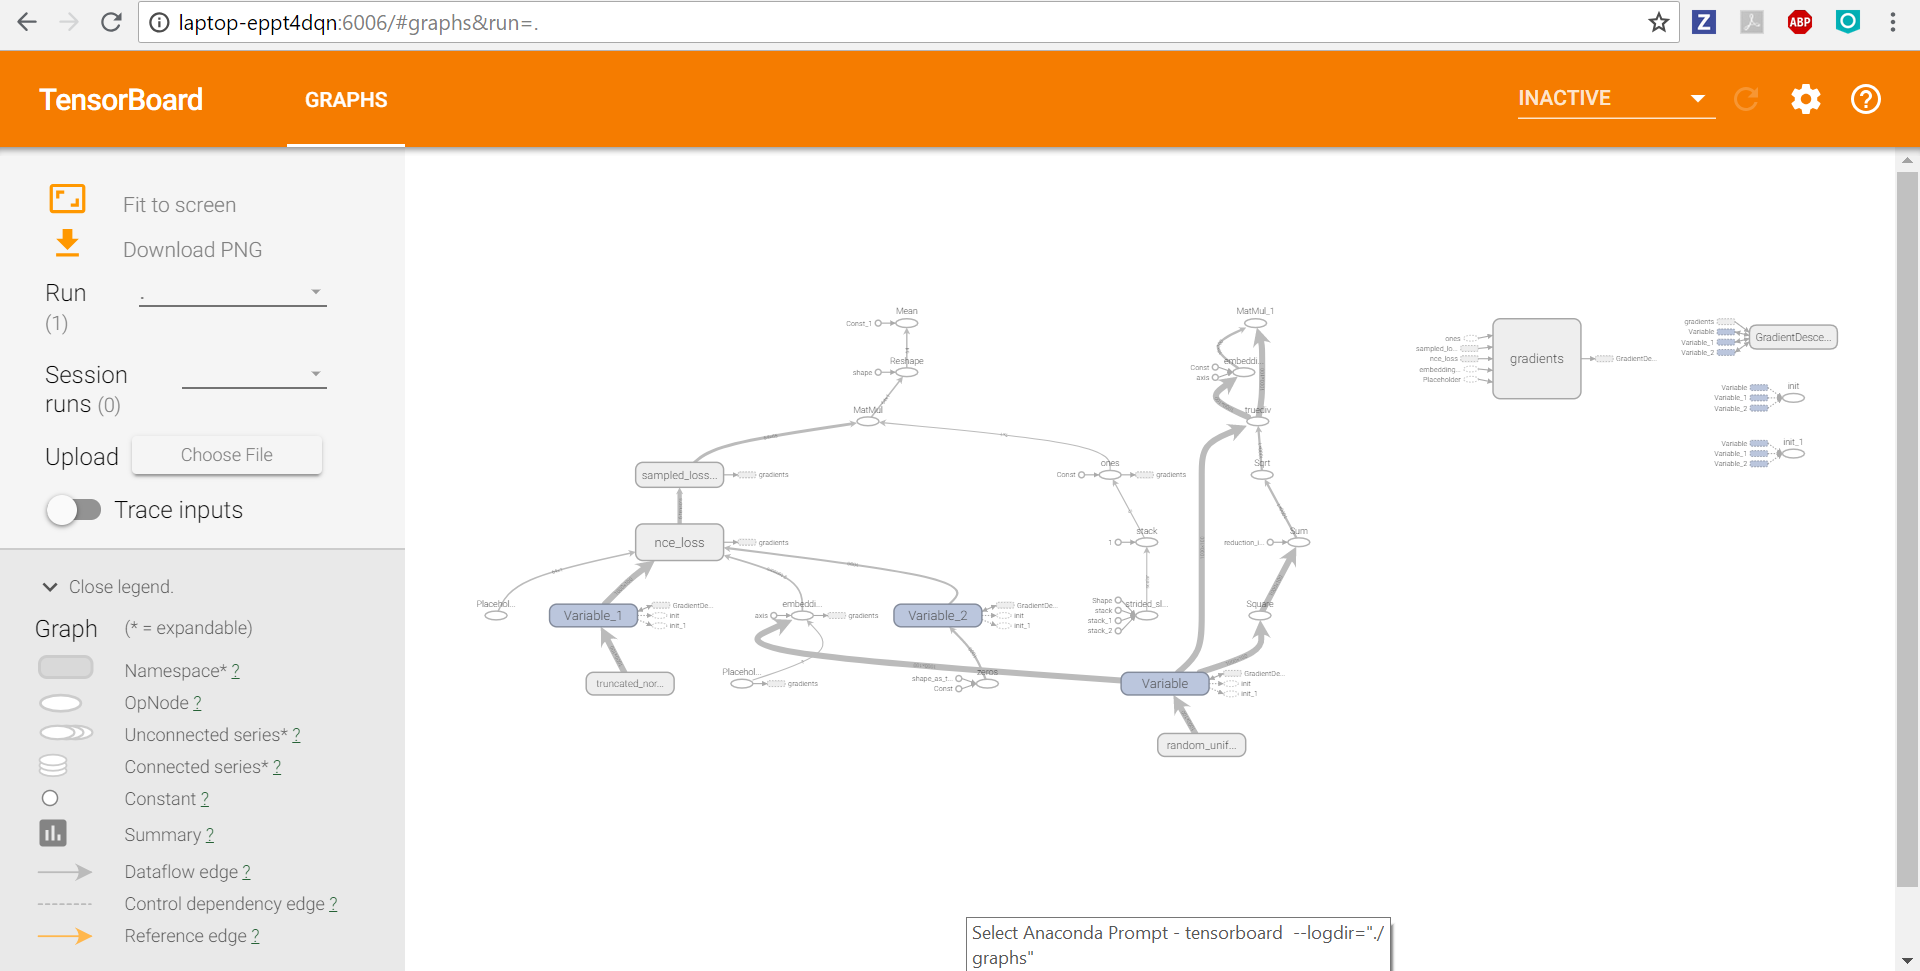 laptop-eppt4dqn:6006/#graphs&run=.
Z
ABP
TensorBoard
GRAPHS
INACTIVE
Fit to screen
Download PNG
Run
.
(1)
Session
runs (0)
Upload
Choose File
Trace inputs
Close legend.
Graph
(* = expandable)
Namespace* ?
OpNode ?
Unconnected series* ?
Connected series* ?
Constant ?
Summary ?
Dataflow edge ?
Control dependency edge ?
Reference edge ?
Mean
Const_1
Reshape
shape
MatMul
sampled_loss...
gradients
nce_loss
gradients
Placehol...
Variable_1
GradientDe...
init
init_1
truncated_nor...
embeddi...
axis
gradients
Placehol...
gradients
Variable_2
GradientDe...
init
init_1
zeros
shape_as_t...
Const
ones
Const
gradients
stack
1
strided_sl...
Shape
stack
stack_1
stack_2
MatMul_1
embeddi...
Const
axis
truediv
Sqrt
Sum
reduction_i...
Square
Variable
GradientDe...
init
init_1
random_unif...
ones
sampled_lo...
nce_loss
embedding...
Placeholder
gradients
GradientDe...
gradients
Variable
Variable_1
Variable_2
GradientDesce...
init
Variable
Variable_1
Variable_2
init_1
Variable
Variable_1
Variable_2
Select Anaconda Prompt - tensorboard --logdir="./
graphs"